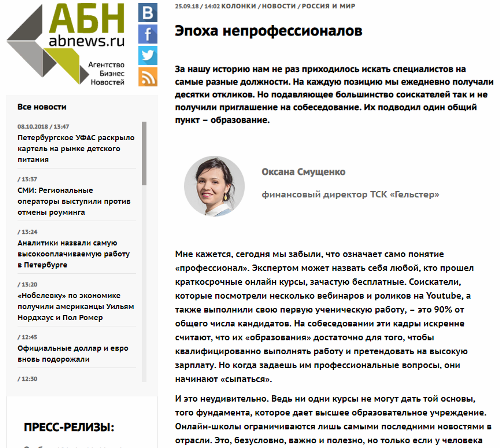 АБН
abnews.ru
Агентство
Бизнес
Новостей
Все новости
08.10.2018 / 13:47
Петербургское УФАС раскрыло
картель на рынке детского
питания
/ 13:37
СМИ: Региональные
операторы выступили против
отмены роуминга
/ 13:24
Аналитики назвали самую
высокооплачиваемую работу
в Петербурге
/ 13:20
«Нобелевку» по экономике
получили американцы Уильям
Нордхаус и Пол Ромер
/ 12:45
Официальные доллар и евро
вновь подорожали
/ 12:30
ПРЕСС-РЕЛИЗЫ:
25.09.18 / 14:02 КОЛОНКИ / НОВОСТИ / РОССИЯ И МИР
Эпоха непрофессионалов
За нашу историю нам не раз приходилось искать специалистов на
самые разные должности. На каждую позицию мы ежедневно получали
десятки откликов. Но подавляющее большинство соискателей так и не
получили приглашение на собеседование. Их подводил один общий
пункт – образование.
Оксана Смущенко
финансовый директор ТСК «Гельстер»
Мне кажется, сегодня мы забыли, что означает само понятие
«профессионал». Экспертом может назвать себя любой, кто прошел
краткосрочные онлайн курсы, зачастую бесплатные. Соискатели,
которые посмотрели несколько вебинаров и роликов на Youtube, а
также выполнили свою первую ученическую работу, – это 90% от
общего числа кандидатов. На собеседовании эти кадры искренне
считают, что их «образования» достаточно для того, чтобы
квалифицированно выполнять работу и претендовать на высокую
зарплату. Но когда задаешь им профессиональные вопросы, они
начинают «сыпаться».
И это неудивительно. Ведь ни одни курсы не могут дать той основы,
того фундамента, которое дает высшее образовательное учреждение.
Онлайн-школы ограничиваются лишь самыми последними новостями в
отрасли. Это, безусловно, важно и полезно, но только если у человека